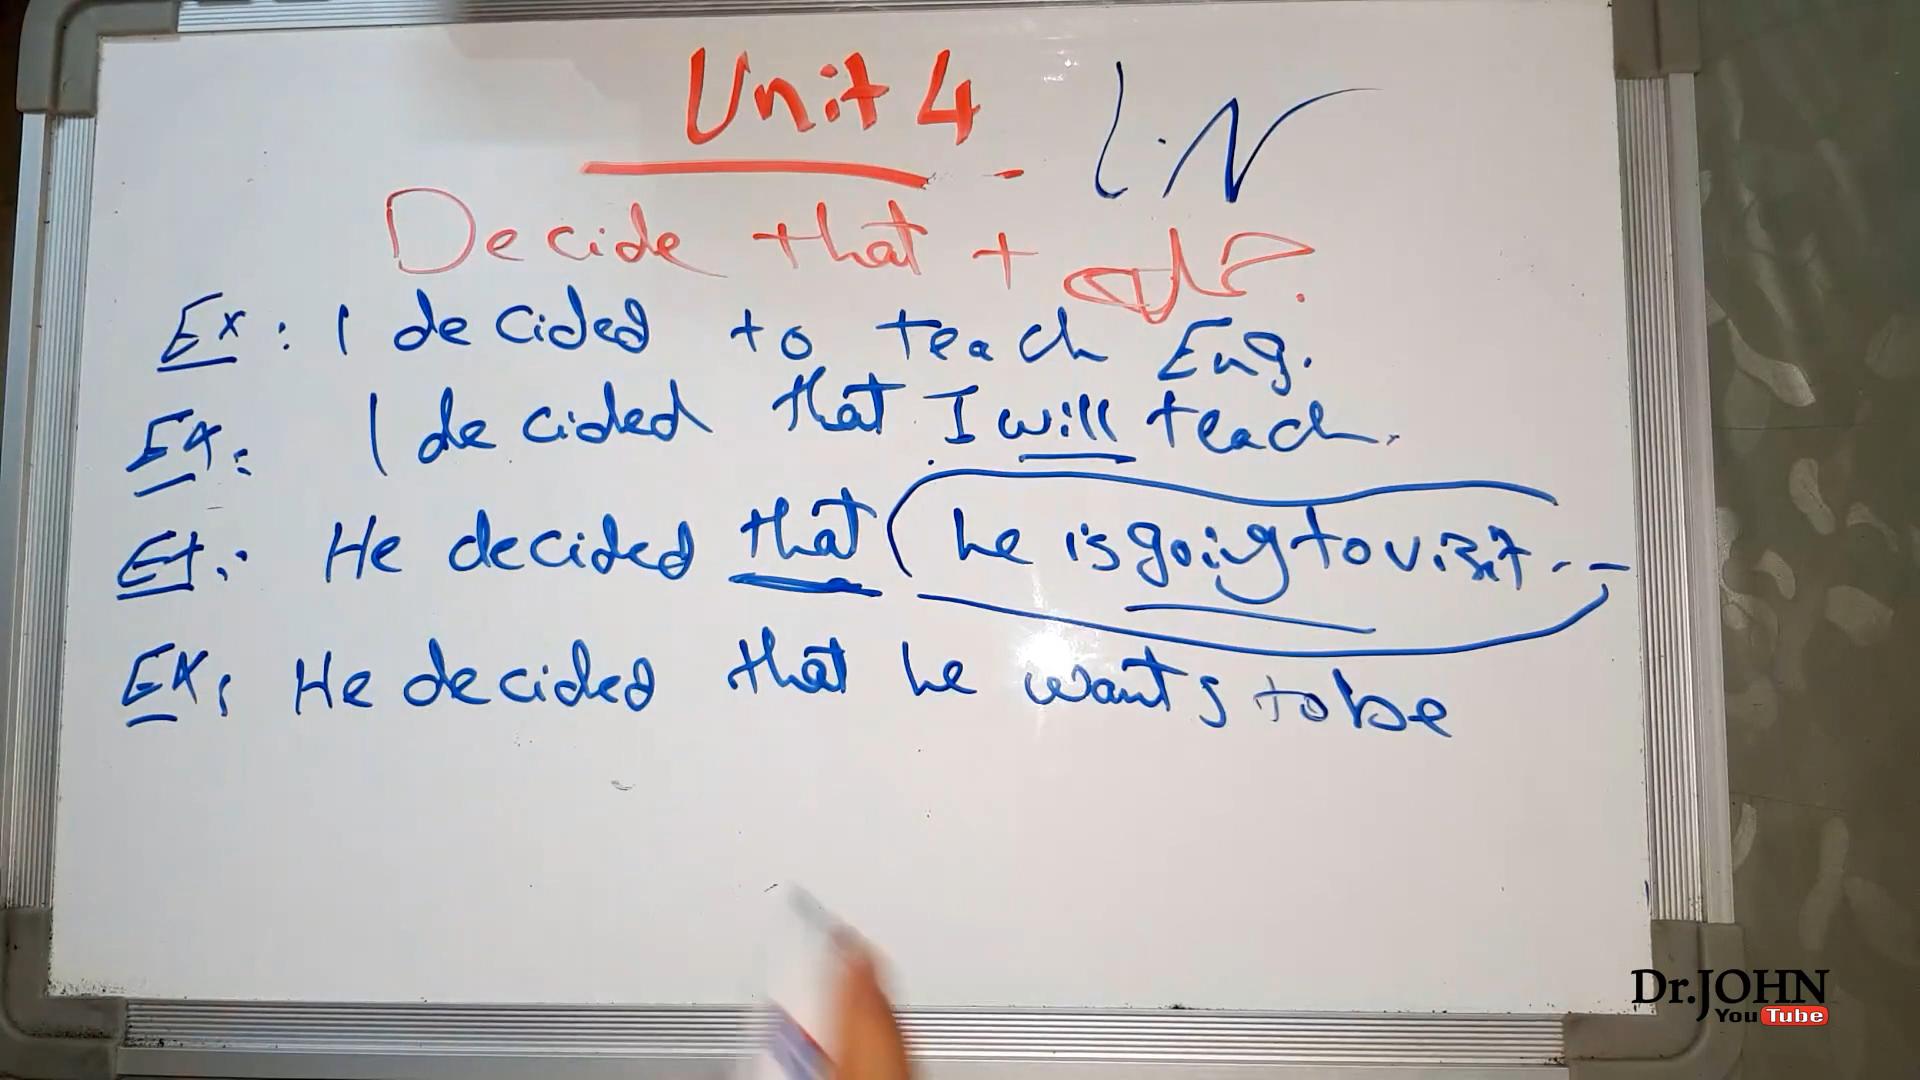 Unit 4
Decide that + جملة.
Ex: I decided to teach Eng.
Ex: I decided that I will teach.
Ex: He decided that (he is going to visit . --
Ex: He decided that he wants to be
Dr.JOHN
You Tube